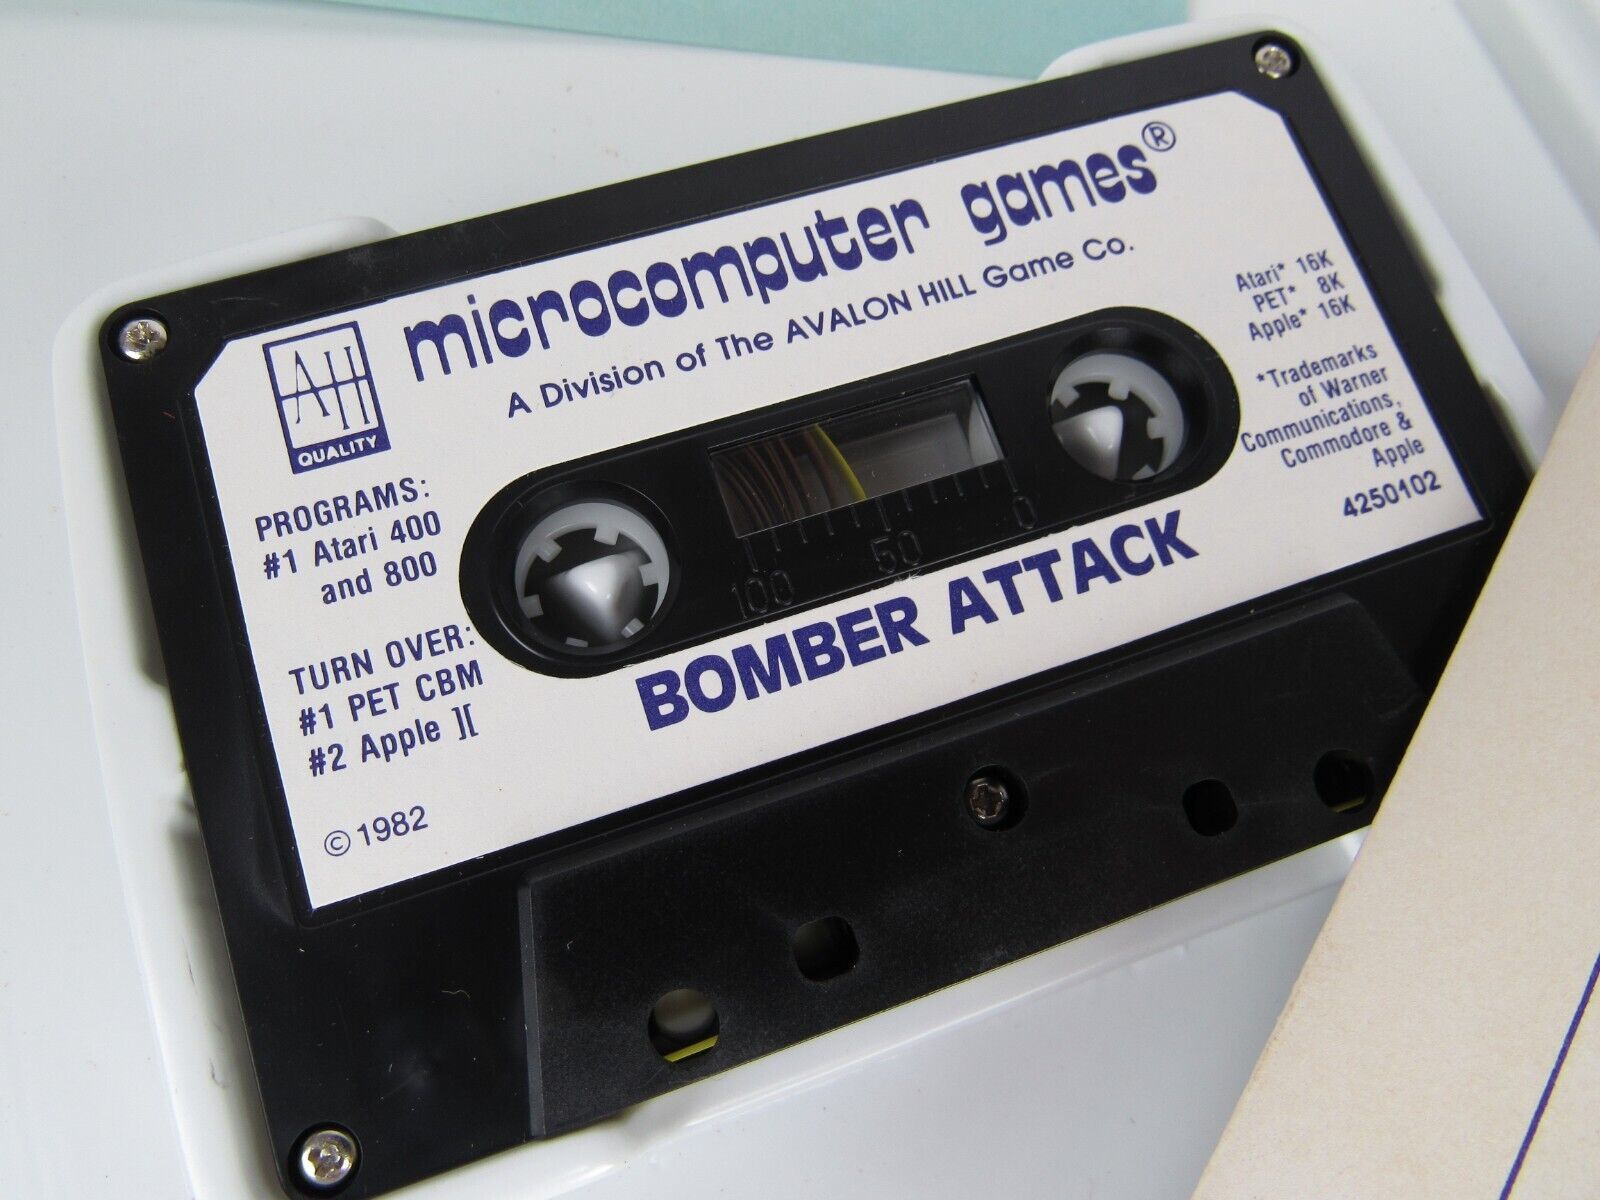 microcomputer games®
A Division of The AVALON HILL Game Co.
AH
QUALITY
PROGRAMS:
#1 Atari 400
and 800
TURN OVER:
#1 PET CBM
#2 Apple ][
© 1982
100 50 0
BOMBER ATTACK
Atari* 16K
PET* 8K
Apple* 16K
*Trademarks
of Warner
Communications,
Commodore &
Apple
4250102